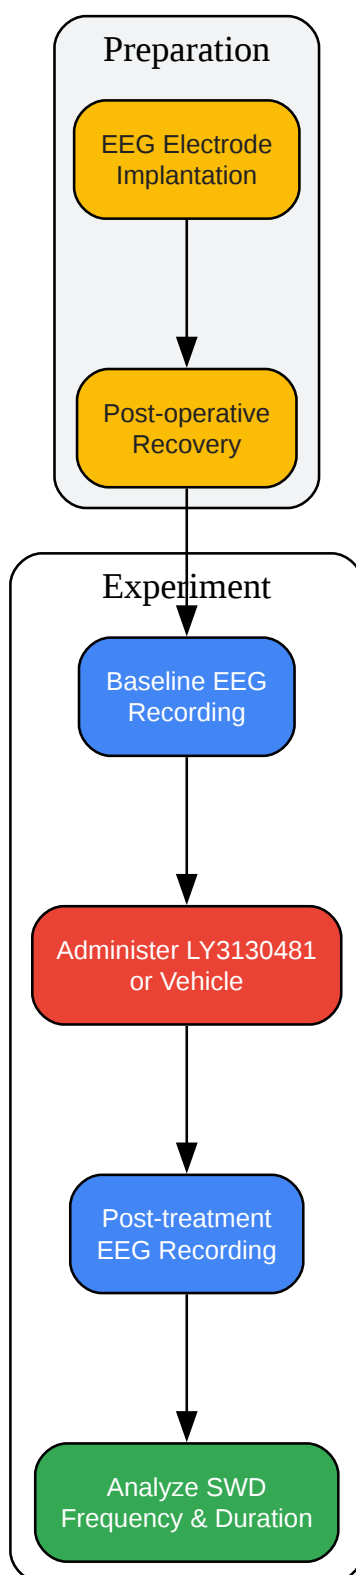 Preparation
EEG Electrode
Implantation
Post-operative
Recovery
Experiment
Baseline EEG
Recording
Administer LY3130481
or Vehicle
Post-treatment
EEG Recording
Analyze SWD
Frequency & Duration